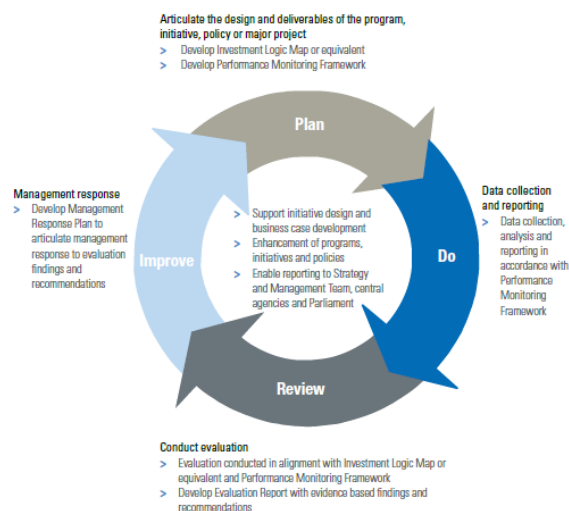 Articulate the design and deliverables of the program,
initiative, policy or major project
> Develop Investment Logic Map or equivalent
> Develop Performance Monitoring Framework
Plan
Management response
> Develop Management
Response Plan to
articulate management
response to evaluation
findings and
recommendations
Improve
> Support initiative design and
business case development
> Enhancement of programs,
initiatives and policies
> Enable reporting to Strategy
and Management Team, central
agencies and Parliament
Do
Data collection
and reporting
> Data collection,
analysis and
reporting in
accordance with
Performance
Monitoring
Framework
Review
Conduct evaluation
> Evaluation conducted in alignment with Investment Logic Map or
equivalent and Performance Monitoring Framework
> Develop Evaluation Report with evidence based findings and
recommendations